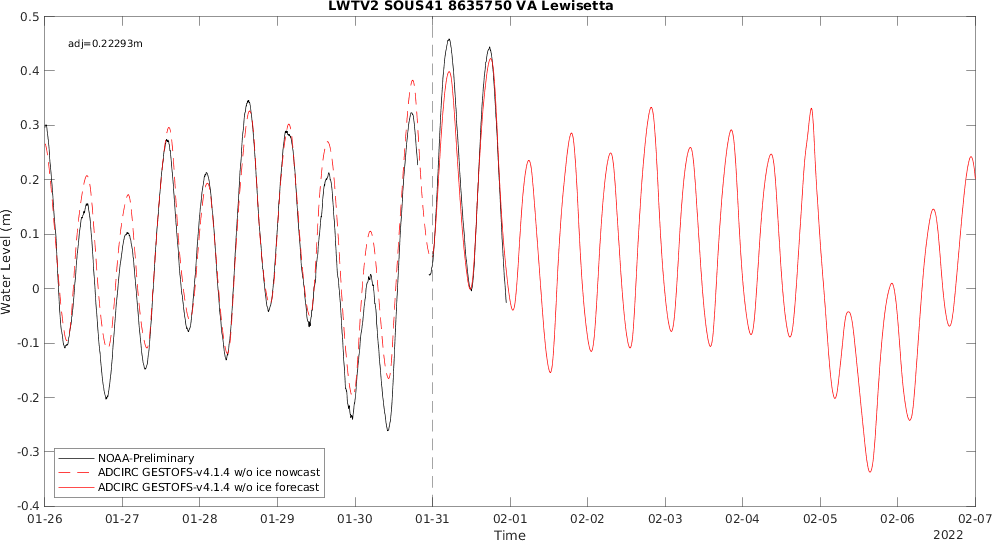 LWTV2 SOUS41 8635750 VA Lewisetta
adj=0.22293m
Water Level (m)
0.5
0.4
0.3
0.2
0.1
0
-0.1
-0.2
-0.3
-0.4
NOAA-Preliminary
ADCIRC GESTOFS-v4.1.4 w/o ice nowcast
ADCIRC GESTOFS-v4.1.4 w/o ice forecast
01-26 01-27 01-28 01-29 01-30 01-31 02-01 02-02 02-03 02-04 02-05 02-06 02-07
Time
2022